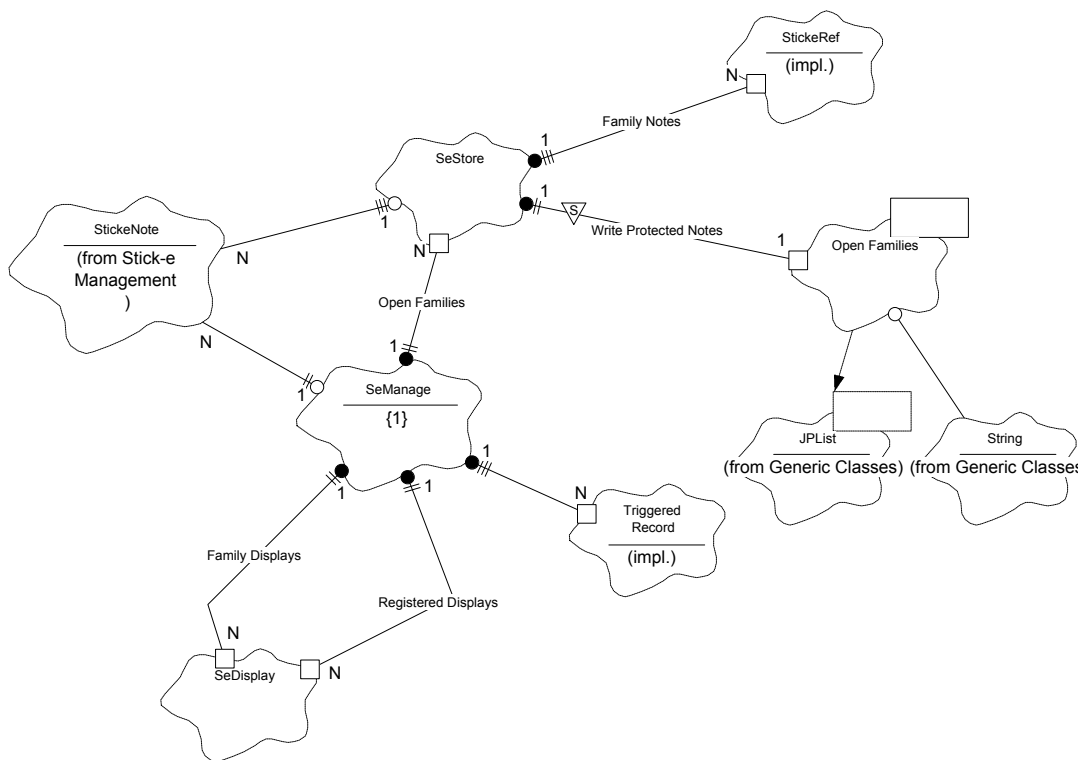 StickeRef
(impl.)
N
Family Notes
1
SeStore
1
S
Write Protected Notes
1
Open Families
StickeNote
(from Stick-e
Management
)
1
N
N
Open Families
N
1
1
SeManage
{1}
1
JPList
(from Generic Classes)
String
(from Generic Classes
1
1
N
Triggered
Record
(impl.)
Family Displays
Registered Displays
N
N
SeDisplay